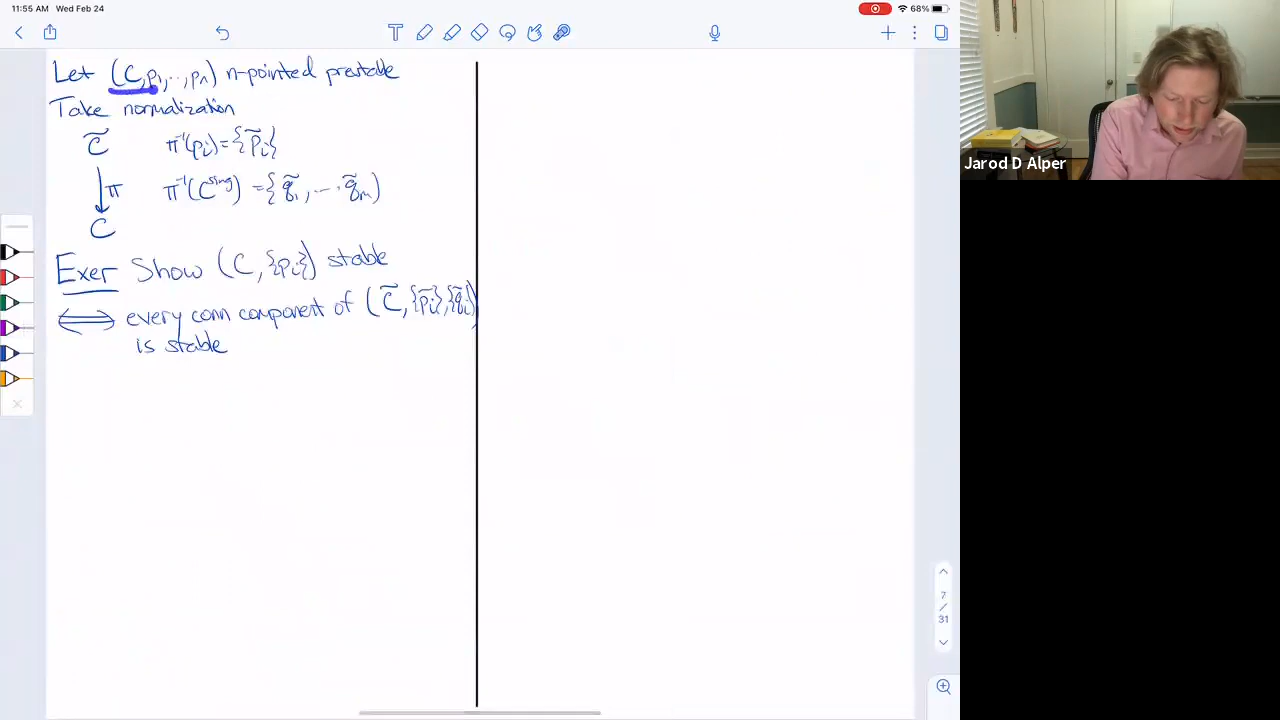 11:55 AM Wed Feb 24
68%
Let (C, p₁, ..., pₙ) n-pointed prestable
Take normalization
C̃ π⁻¹(pᵢ) = {p̃ᵢ}
π π⁻¹(C^sing) = {q̃₁, ... q̃ₘ)
C
Exer Show (C, {pᵢ}) stable
⟺ every conn component of (C̃, {p̃ᵢ}, {q̃ᵢ})
is stable
7
/
31
Jarod D Alper